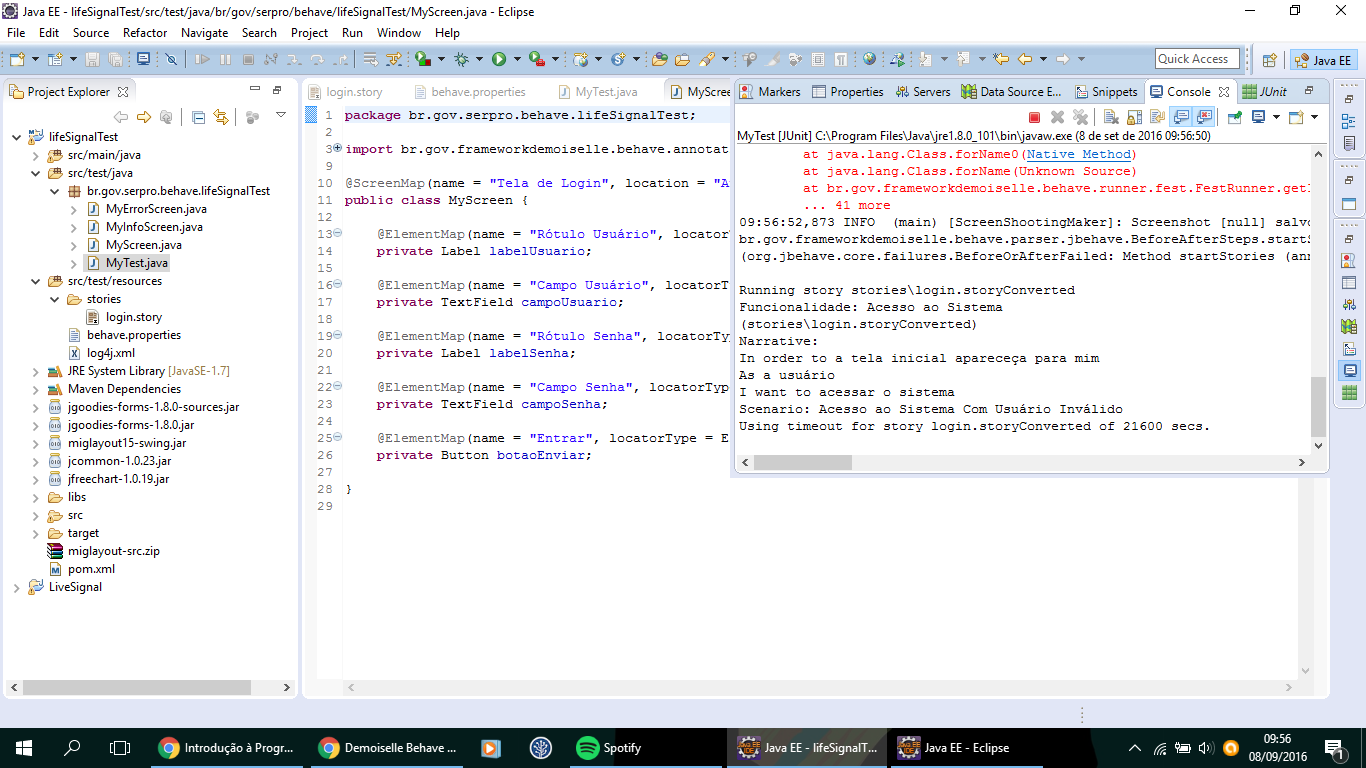 Java EE - lifeSignalTest/src/test/java/br/gov/serpro/behave/lifeSignalTest/MyScreen.java - Eclipse
File Edit Source Refactor Navigate Search Project Run Window Help
Quick Access
Java EE
Project Explorer
lifeSignalTest
src/main/java
src/test/java
br.gov.serpro.behave.lifeSignalTest
MyErrorScreen.java
MyInfoScreen.java
MyScreen.java
MyTest.java
src/test/resources
stories
login.story
behave.properties
log4j.xml
JRE System Library [JavaSE-1.7]
Maven Dependencies
jgoodies-forms-1.8.0-sources.jar
jgoodies-forms-1.8.0.jar
miglayout15-swing.jar
jcommon-1.0.23.jar
jfreechart-1.0.19.jar
libs
src
target
miglayout-src.zip
pom.xml
LiveSignal
login.story behave.properties MyTest.java MyScree
1 package br.gov.serpro.behave.lifeSignalTest;
2
3 import br.gov.frameworkdemoiselle.behave.annotat
9
10 @ScreenMap(name = "Tela de Login", location = "A
11 public class MyScreen {
12
13 @ElementMap(name = "Rótulo Usuário", locator
14 private Label labelUsuario;
15
16 @ElementMap(name = "Campo Usuário", locatorT
17 private TextField campoUsuario;
18
19 @ElementMap(name = "Rótulo Senha", locatorTy
20 private Label labelSenha;
21
22 @ElementMap(name = "Campo Senha", locatorType
23 private TextField campoSenha;
24
25 @ElementMap(name = "Entrar", locatorType = E
26 private Button botaoEnviar;
27
28 }
29
Markers Properties Servers Data Source E... Snippets Console JUnit
MyTest [JUnit] C:\Program Files\Java\jre1.8.0_101\bin\javaw.exe (8 de set de 2016 09:56:50)
at java.lang.Class.forName0(Native Method)
at java.lang.Class.forName(Unknown Source)
at br.gov.frameworkdemoiselle.behave.runner.fest.FestRunner.getI
... 41 more
09:56:52,873 INFO (main) [ScreenShootingMaker]: Screenshot [null] salvo
br.gov.frameworkdemoiselle.behave.parser.jbehave.BeforeAfterSteps.startS
(org.jbehave.core.failures.BeforeOrAfterFailed: Method startStories (ann
Running story stories\login.storyConverted
Funcionalidade: Acesso ao Sistema
(stories\login.storyConverted)
Narrative:
In order to a tela inicial apareceça para mim
As a usuário
I want to acessar o sistema
Scenario: Acesso ao Sistema Com Usuário Inválido
Using timeout for story login.storyConverted of 21600 secs.
Introdução à Progr... Demoiselle Behave ... Spotify Java EE - lifeSignalT... Java EE - Eclipse
09:56
08/09/2016
1